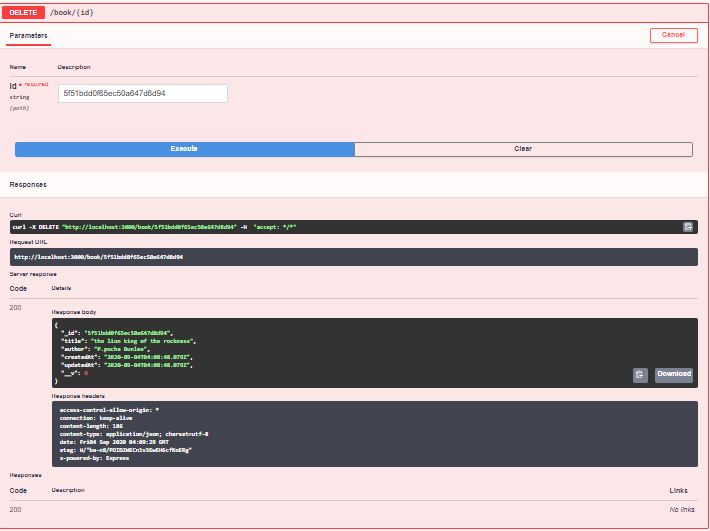 DELETE /book/{id}
Parameters
Cancel
Name Description
id * required
string
(path)
5f51bdd0f65ec50a647d8d94
Execute Clear
Responses
Curl
curl -X DELETE "http://localhost:3000/book/5f51bdd0f65ec50a647d8d94" -H "accept: */*"
Request URL
http://localhost:3000/book/5f51bdd0f65ec50a647d8d94
Server response
Code Details
200
Response body
{
"_id": "5f51bdd0f65ec50a647d8d94",
"title": "the lion king of the rockness",
"author": "P.pucha Bunlee",
"createdAt": "2020-09-04T04:08:48.079Z",
"updatedAt": "2020-09-04T04:08:48.079Z",
"__v": 0
}
Download
Response headers
access-control-allow-origin: *
connection: keep-alive
content-length: 186
content-type: application/json; charset=utf-8
date: Fri04 Sep 2020 04:09:29 GMT
etag:
x-powered-by: Express
Responses
Code Description Links
200 No links